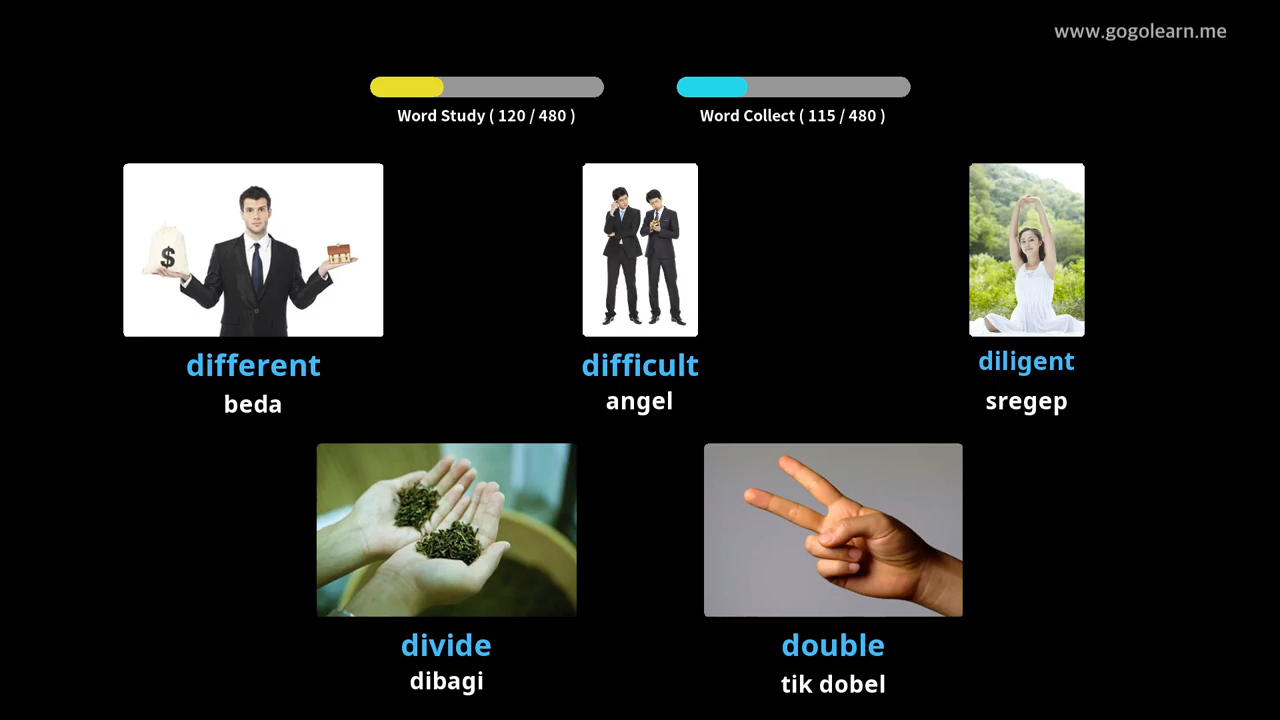 www.gogolearn.me
Word Study ( 120 / 480 )
Word Collect ( 115 / 480 )
$
different
beda
difficult
angel
diligent
sregep
divide
dibagi
double
tik dobel